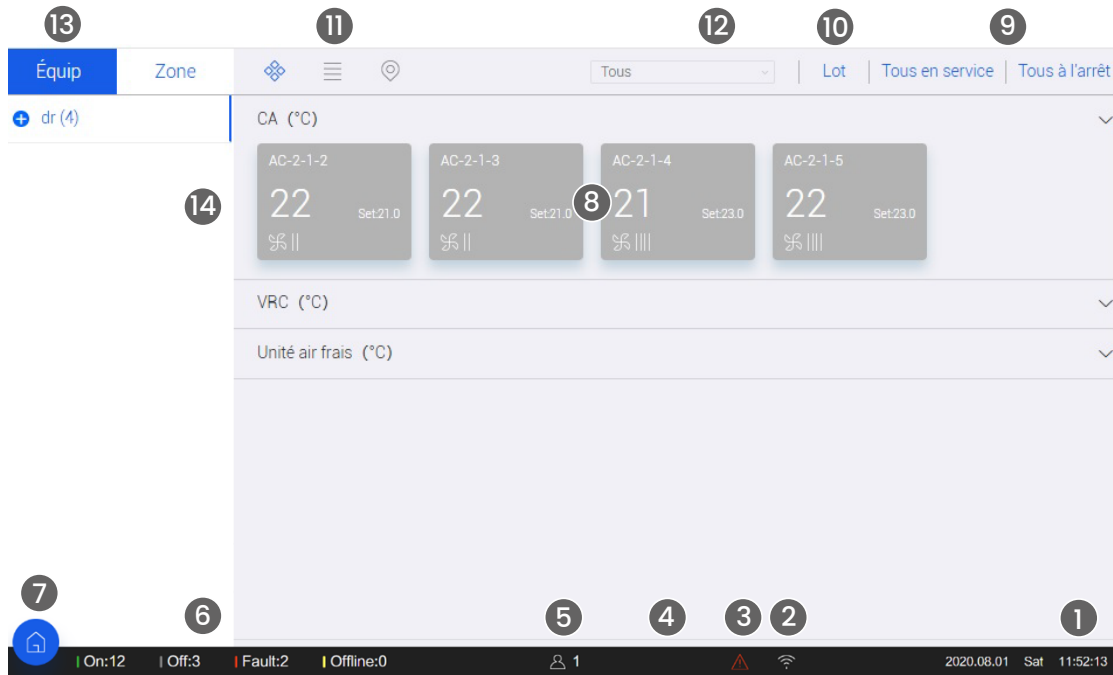 13 11 12 10 9
Équip Zone Tous Lot Tous en service Tous à l'arrêt
dr (4) CA (°C)
AC-2-1-2 AC-2-1-3 AC-2-1-4 AC-2-1-5
14 22 Set:21.0 22 Set:21.0 8 21 Set:23.0 22 Set:23.0
VRC (°C)
Unité air frais (°C)
7 6 5 4 3 2 1
On:12 Off:3 Fault:2 Offline:0 1 2020.08.01 Sat 11:52:13